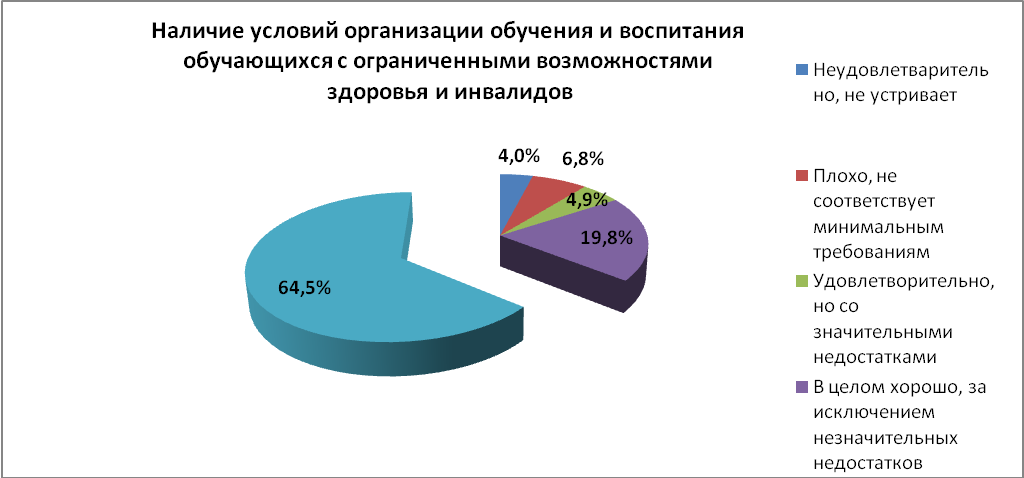 Наличие условий организации обучения и воспитания
обучающихся с ограниченными возможностями
здоровья и инвалидов
4,0%
6,8%
4,9%
19,8%
64,5%
Неудовлетваритель
но, не устривает
Плохо, не
соответствует
минимальным
требованиям
Удовлетворительно,
но со
значительными
недостатками
В целом хорошо, за
исключением
незначительных
недостатков